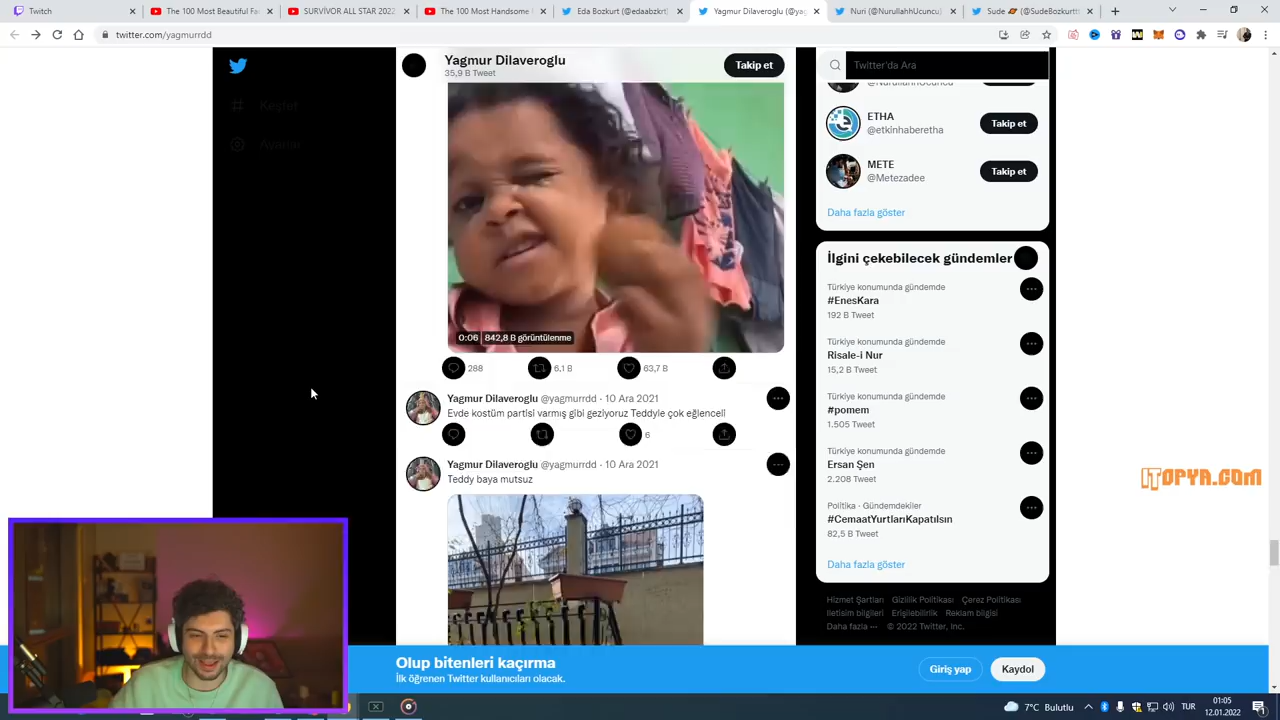 Twitch
The 100 Most Beautiful Fa
SURVİVOR ALL STAR 2022
The 100 Most Handsome
Eda Bozkurt (@edaabzkrt)
Yagmur Dilaveroglu (@yag
@SudeBozkurtt
twitter.com/yagmurrdd
Keşfet
Ayarlar
Yagmur Dilaveroglu
35,9 B Tweet
Takip et
0:06 | 842,8 B görüntülenme
288 6,1 B 63,7 B
Yagmur Dilaveroglu @yagmurrdd · 10 Ara 2021
Evde kostüm partisi varmış gibi geziyoruz Teddyle çok eğlenceli
6
Yagmur Dilaveroglu @yagmurrdd · 10 Ara 2021
Teddy baya mutsuz
Twitter'da Ara
ETHA
@etkinhaberetha
Takip et
METE
@Metezadee
Takip et
Daha fazla göster
İlgini çekebilecek gündemler
Türkiye konumunda gündemde
#EnesKara
192 B Tweet
Türkiye konumunda gündemde
Risale-i Nur
15,2 B Tweet
Türkiye konumunda gündemde
#pomem
1.505 Tweet
Türkiye konumunda gündemde
Ersan Şen
2.208 Tweet
Politika · Gündemdekiler
#CemaatYurtlarıKapatılsın
82,5 B Tweet
Daha fazla göster
Hizmet Şartları Gizlilik Politikası Çerez Politikası
İletişim bilgileri Erişilebilirlik Reklam bilgisi
Daha fazla ··· © 2022 Twitter, Inc.
ITOPYA.COM
Olup bitenleri kaçırma
İlk öğrenen Twitter kullanıcıları olacak.
Giriş yap
Kaydol
7°C Bulutlu
TUR
01:05
12.01.2022